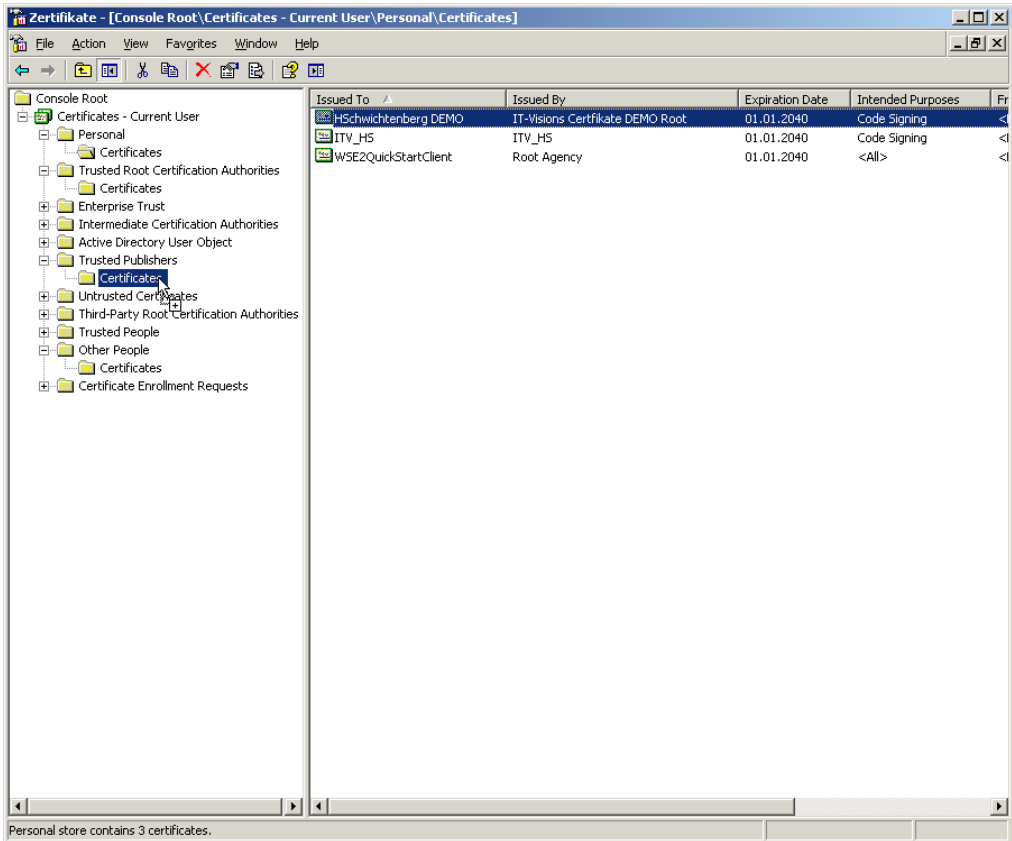 Zertifikate - [Console Root\Certificates - Current User\Personal\Certificates]
File Action View Favorites Window Help
Console Root
Certificates - Current User
Personal
Certificates
Trusted Root Certification Authorities
Certificates
Enterprise Trust
Intermediate Certification Authorities
Active Directory User Object
Trusted Publishers
Certificates
Untrusted Certificates
Third-Party Root Certification Authorities
Trusted People
Other People
Certificates
Certificate Enrollment Requests
Issued To Issued By Expiration Date Intended Purposes Fr
HSchwichtenberg DEMO IT-Visions Certfikate DEMO Root 01.01.2040 Code Signing <
ITV_HS ITV_HS 01.01.2040 Code Signing <
WSE2QuickStartClient Root Agency 01.01.2040 <All> <
Personal store contains 3 certificates.